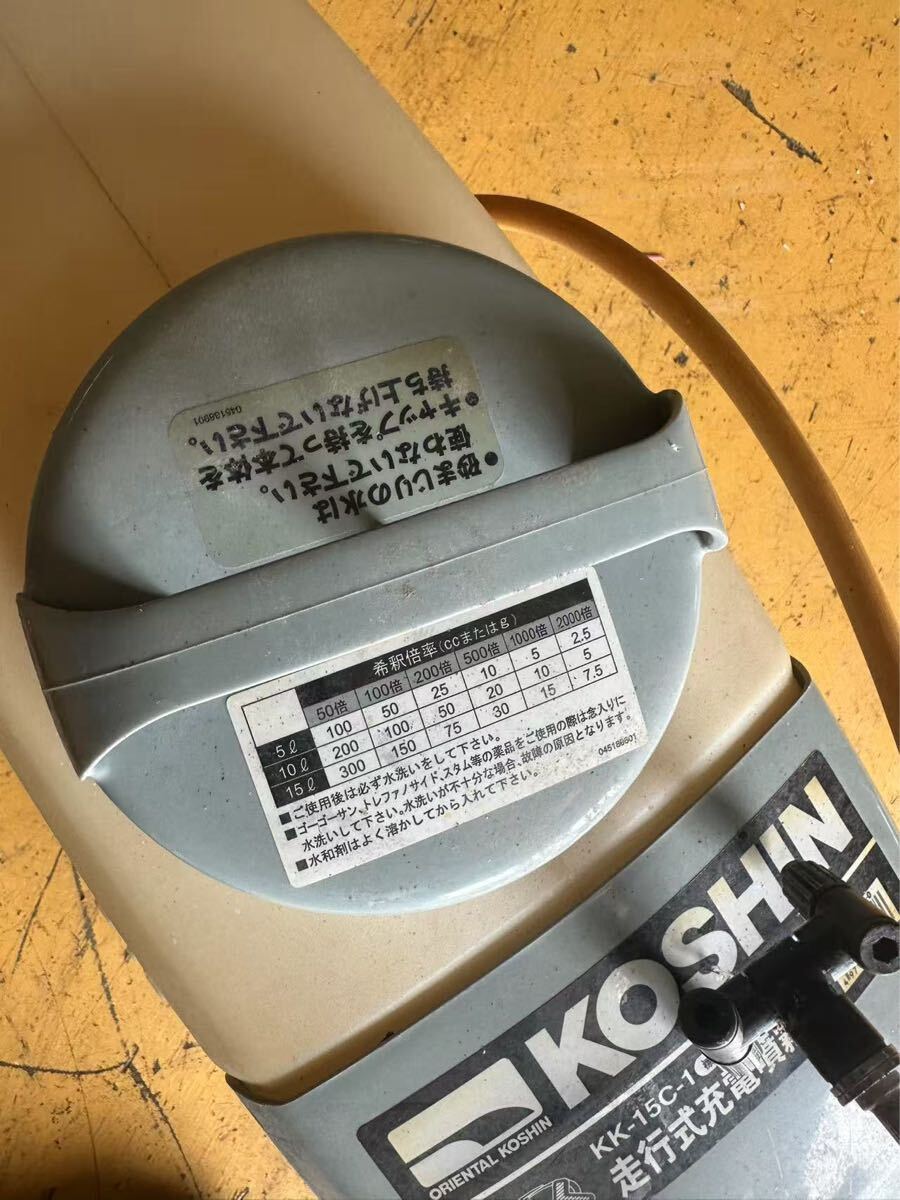 ●砂まじりの水は
使わないで下さい。
●キャップを持って本体を
持ち上げないで下さい。
045136901
希釈倍率(ccまたはg)
50倍 100倍 200倍 500倍 1000倍 2000倍
5ℓ 100 50 25 10 5 2.5
10ℓ 200 100 50 20 10 5
15ℓ 300 150 75 30 15 7.5
■ご使用後は必ず水洗いをして下さい。
■ゴーゴーサン、トレファノサイド、スタム等の薬品をご使用の際は念入りに
水洗いして下さい。水洗いが不十分な場合、故障の原因となります。
■水和剤はよく溶かしてから入れて下さい。
045186601
KOSHIN
ORIENTAL KOSHIN
KK-15C-1
走行式充電噴